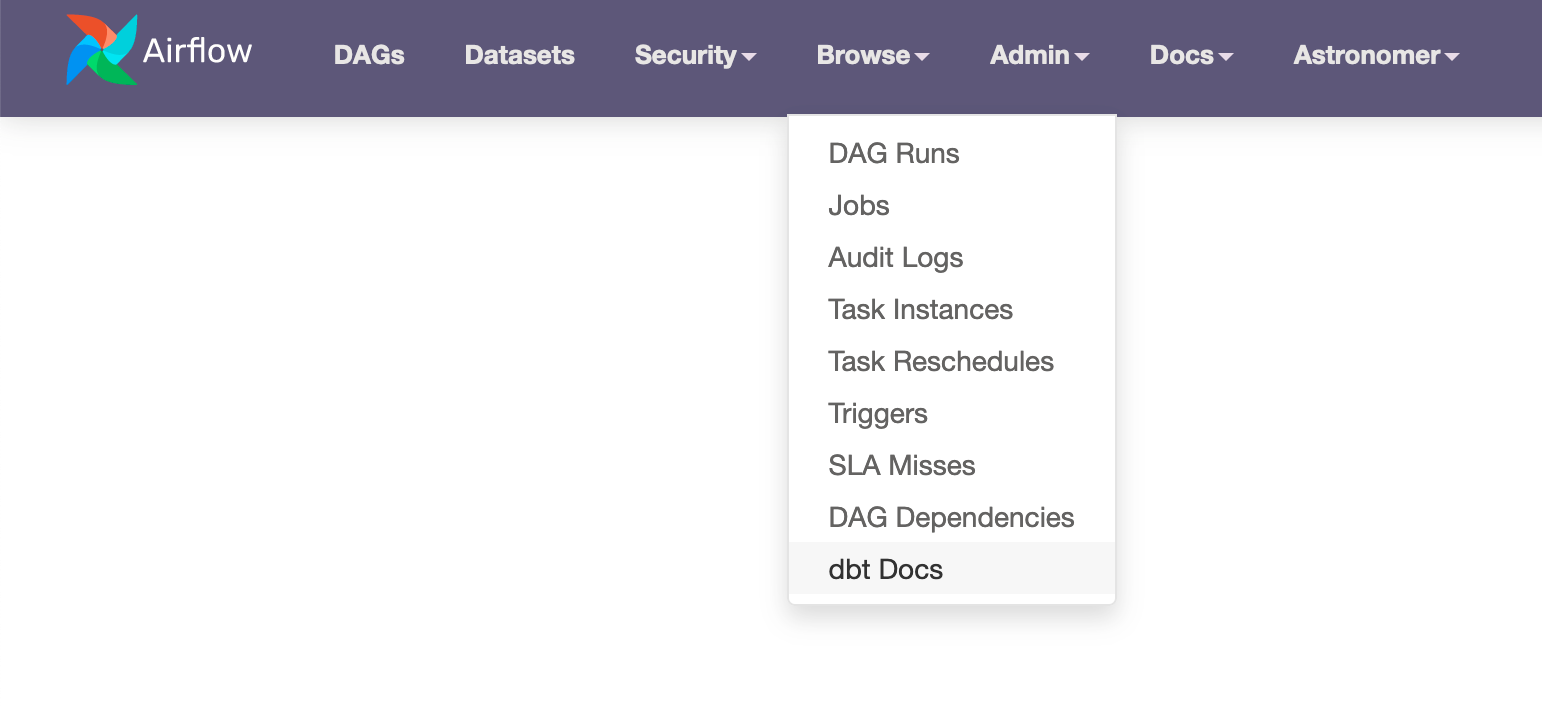 Airflow DAGs Datasets Security Browse Admin Docs Astronomer
DAG Runs
Jobs
Audit Logs
Task Instances
Task Reschedules
Triggers
SLA Misses
DAG Dependencies
dbt Docs